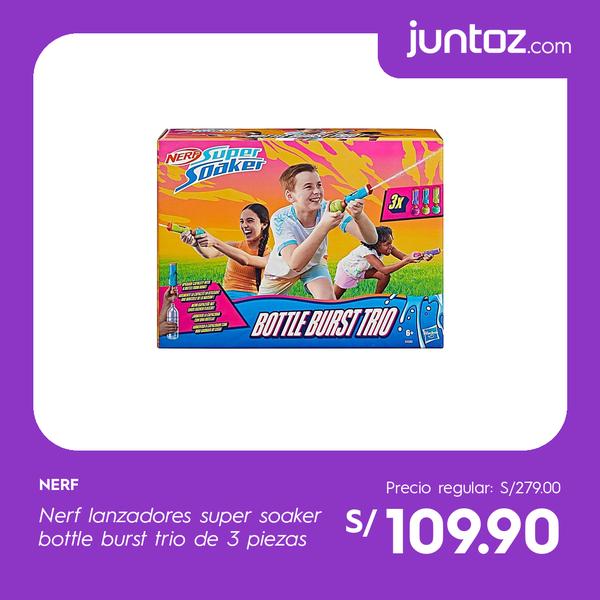 juntoz.com
NERF
Super
Soaker
3x
BOTTLE BURST TRIO
6+
Hasbro
NERF
Precio regular: S/279.00
Nerf lanzadores super soaker
bottle burst trio de 3 piezas
S/109.90